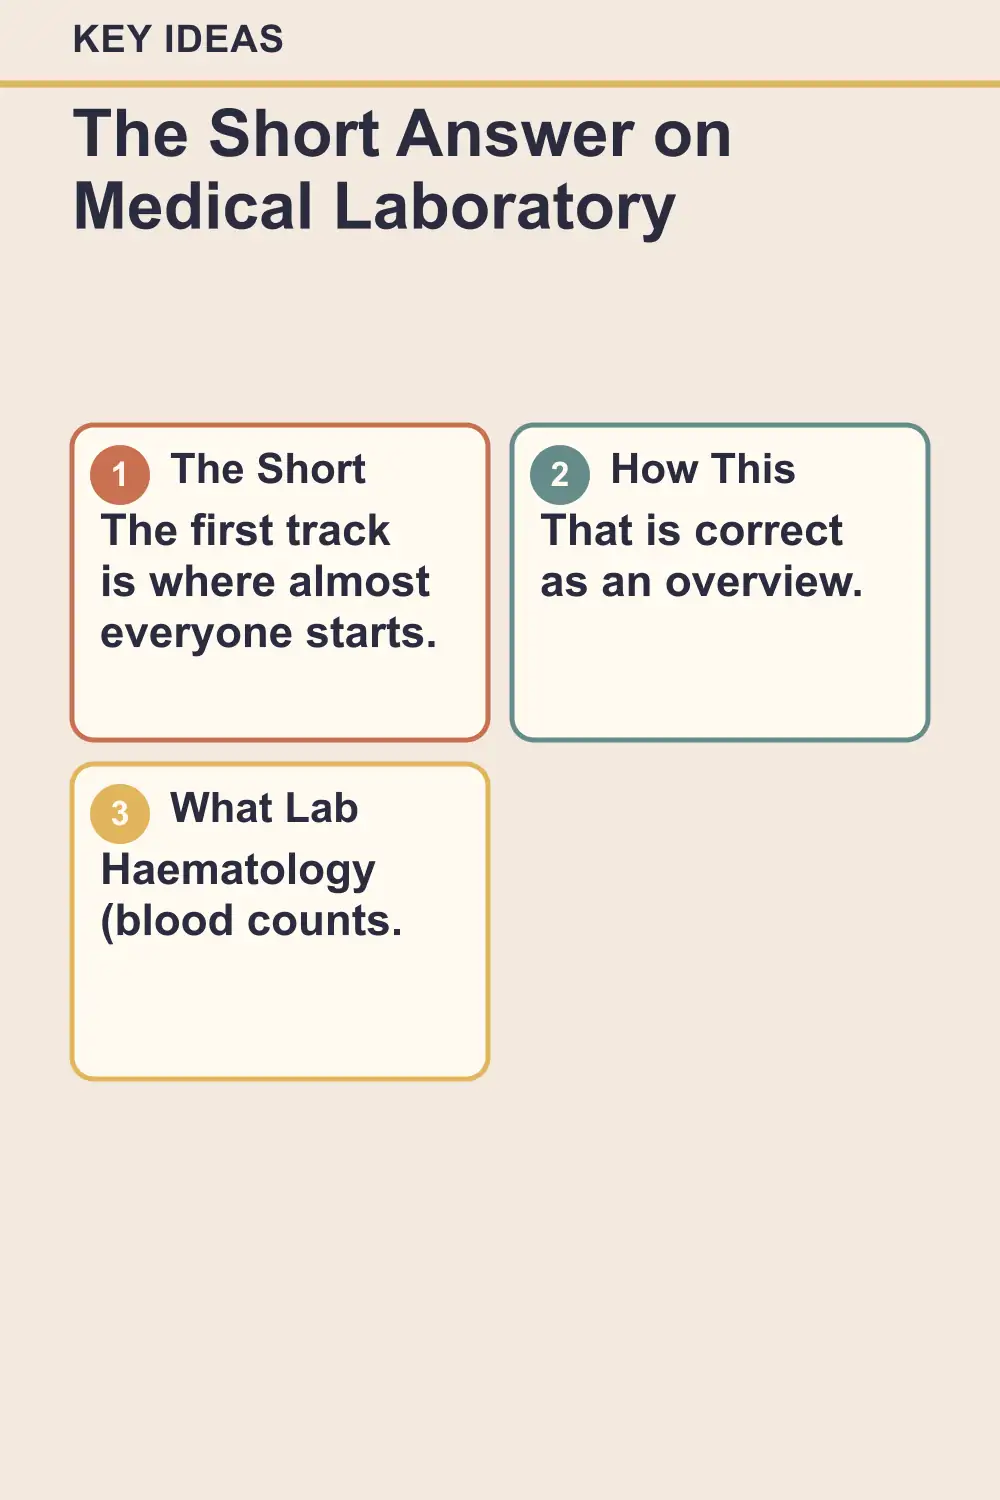 KEY IDEAS
The Short Answer on
Medical Laboratory
1 The Short
The first track
is where almost
everyone starts.
2 How This
That is correct
as an overview.
3 What Lab
Haematology
(blood counts.